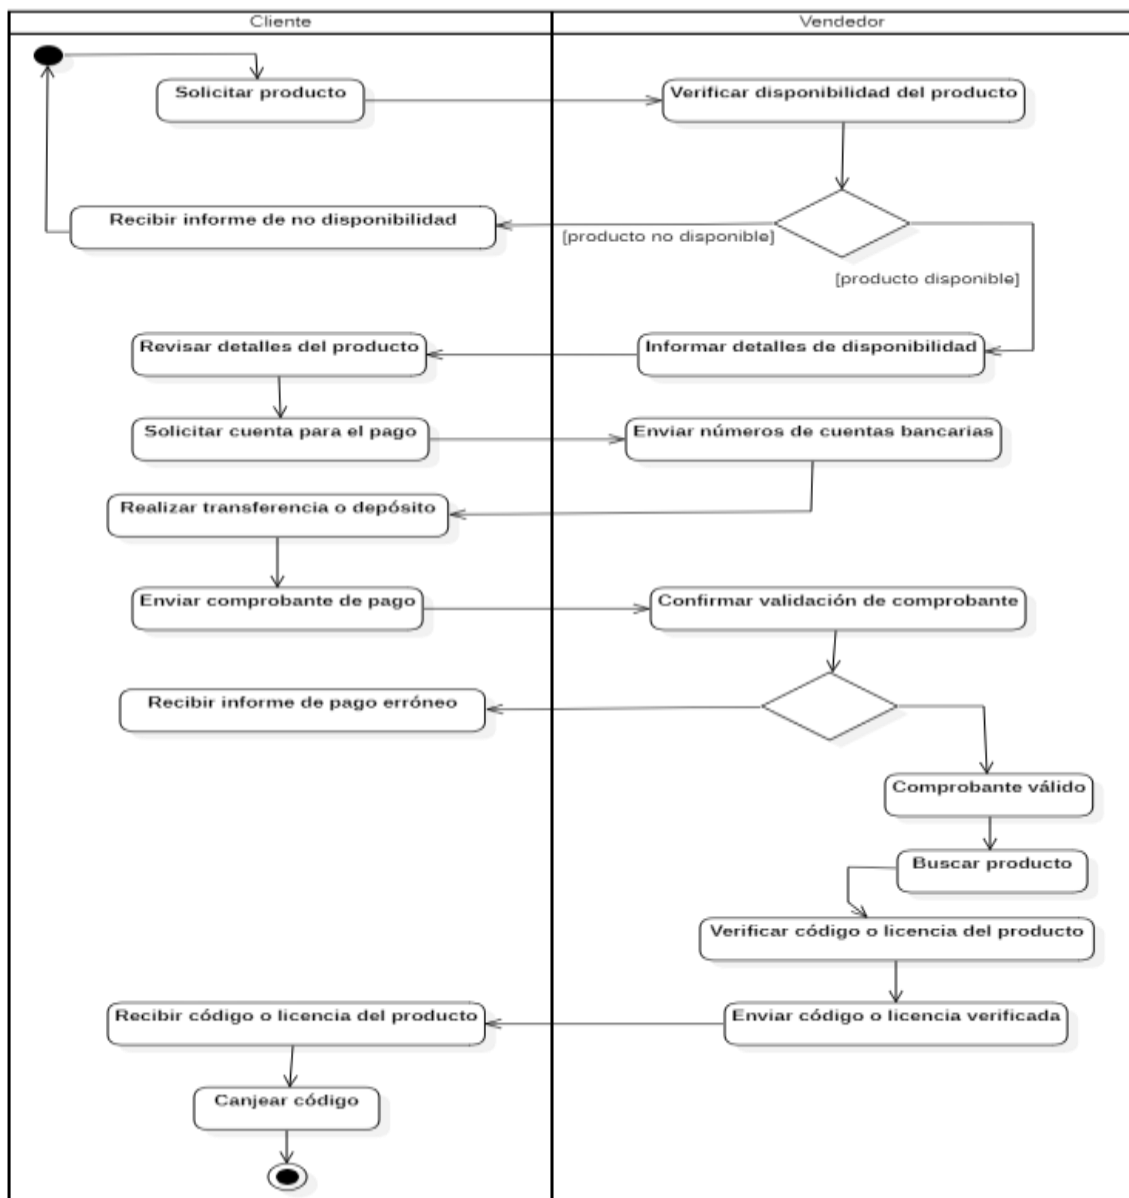 Cliente
Vendedor
Solicitar producto
Verificar disponibilidad del producto
Recibir informe de no disponibilidad
[producto no disponible]
[producto disponible]
Revisar detalles del producto
Informar detalles de disponibilidad
Solicitar cuenta para el pago
Enviar números de cuentas bancarias
Realizar transferencia o depósito
Enviar comprobante de pago
Confirmar validación de comprobante
Recibir informe de pago erróneo
Comprobante válido
Buscar producto
Verificar código o licencia del producto
Recibir código o licencia del producto
Enviar código o licencia verificada
Canjear código